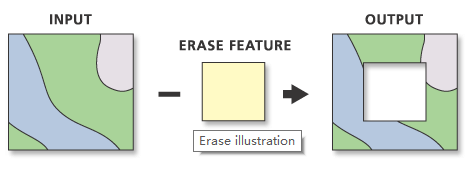 INPUT
ERASE FEATURE
OUTPUT
Erase illustration